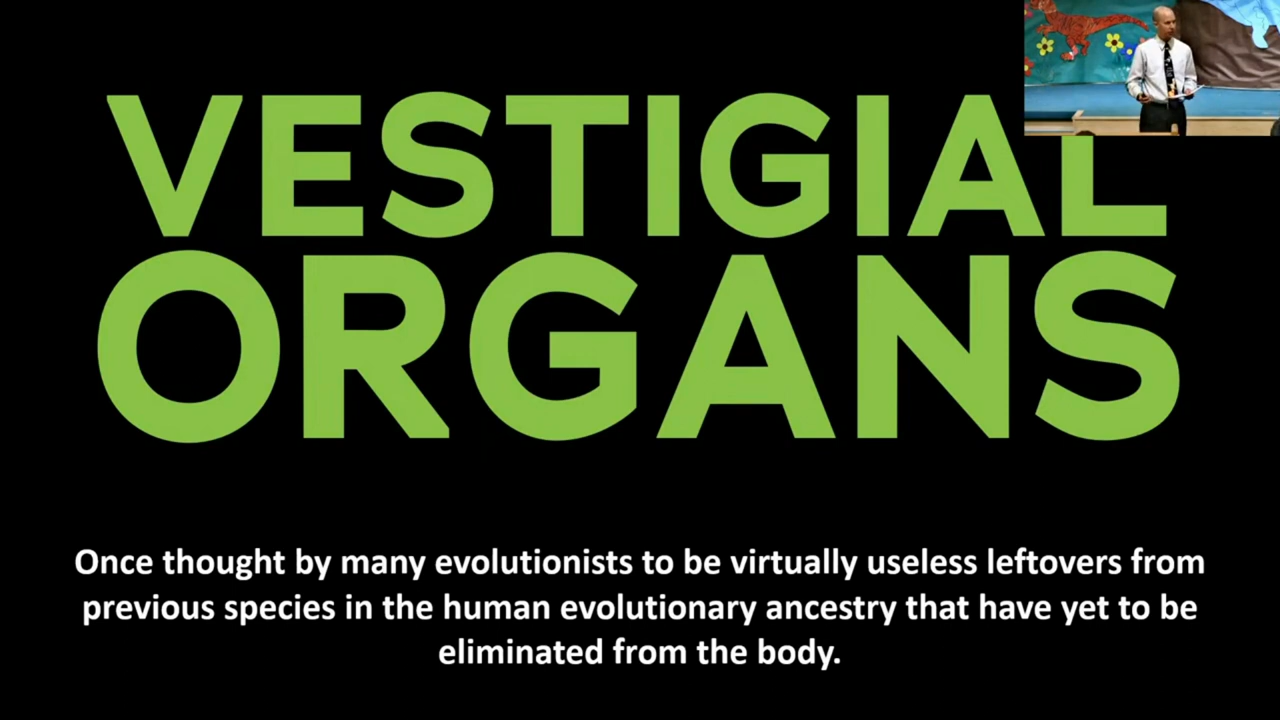 VESTIGIAL
ORGANS
Once thought by many evolutionists to be virtually useless leftovers from
previous species in the human evolutionary ancestry that have yet to be
eliminated from the body.